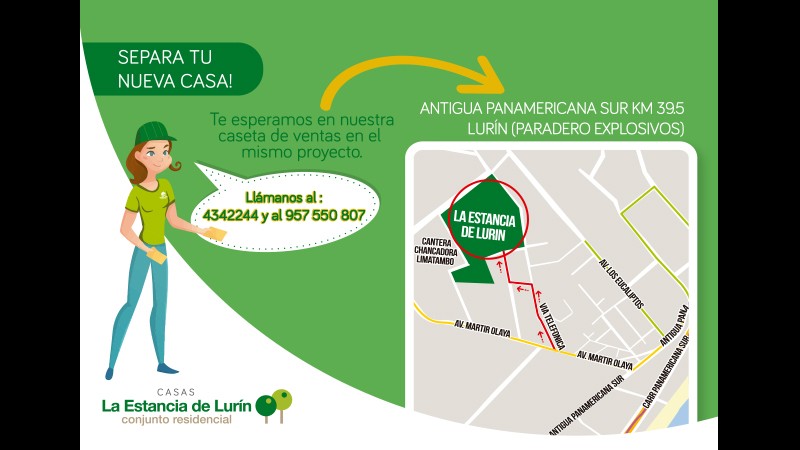 SEPARA TU
NUEVA CASA!
Te esperamos en nuestra
caseta de ventas en el
mismo proyecto.
Llámanos al :
4342244 y al 957 550 807
CASAS
La Estancia de Lurín
conjunto residencial
ANTIGUA PANAMERICANA SUR KM 39.5
LURÍN (PARADERO EXPLOSIVOS)
LA ESTANCIA
DE LURIN
CANTERA
CHANCADORA
LIMATAMBO
AV. LOS EUCALIPTOS
VIA TELEFONICA
AV. MARTIR OLAYA
AV. MARTIR OLAYA
ANTIGUA PAN4
CARR PANAMERICANA SUR
ANTIGUA PANAMERICANA SUR